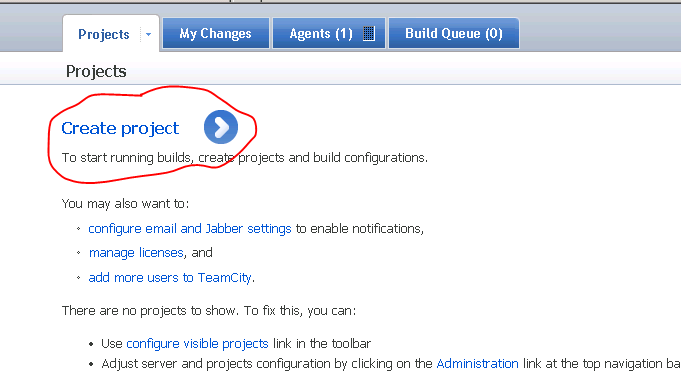 Projects My Changes Agents (1) Build Queue (0)
Projects
Create project
To start running builds, create projects and build configurations.
You may also want to:
configure email and Jabber settings to enable notifications,
manage licenses, and
add more users to TeamCity.
There are no projects to show. To fix this, you can:
Use configure visible projects link in the toolbar
Adjust server and projects configuration by clicking on the Administration link at the top navigation ba